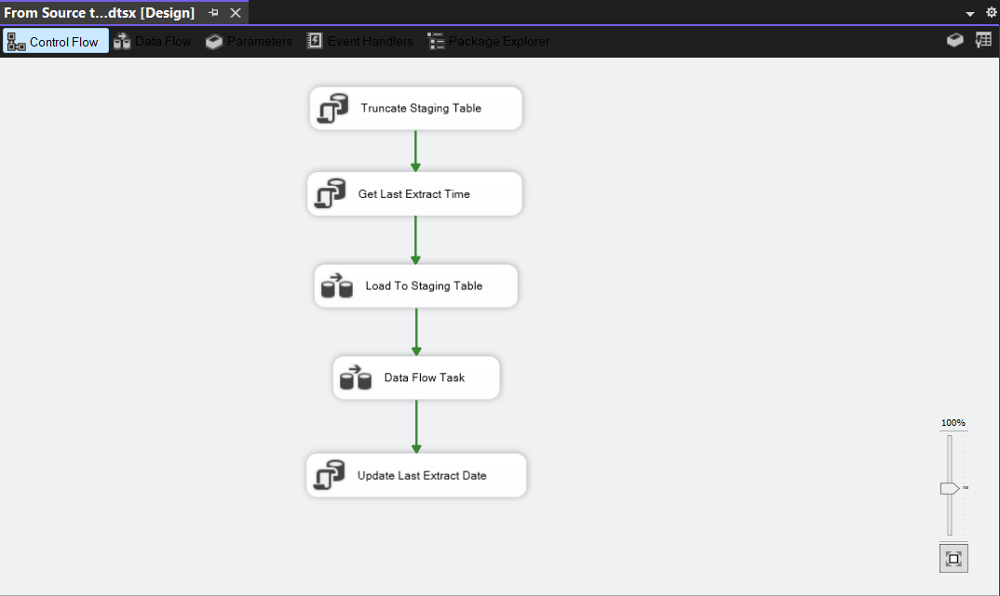 From Source t...dtsx [Design]
Control Flow
Data Flow
Parameters
Event Handlers
Package Explorer
Truncate Staging Table
Get Last Extract Time
Load To Staging Table
Data Flow Task
100%
Update Last Extract Date